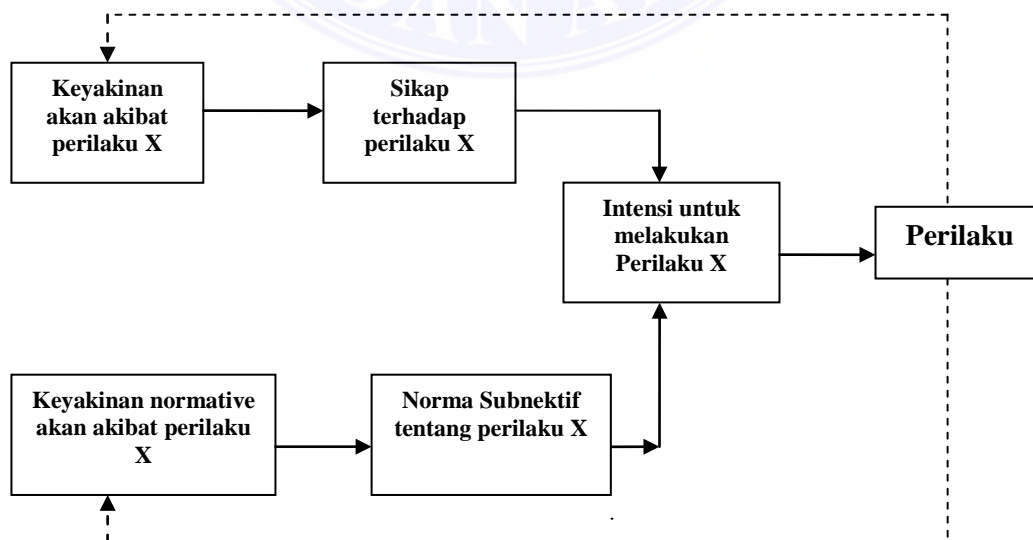 Keyakinan
akan akibat
perilaku X
Sikap
terhadap
perilaku X
Intensi untuk
melakukan
Perilaku X
Perilaku
Keyakinan normative
akan akibat perilaku
X
Norma Subnektif
tentang perilaku X
.